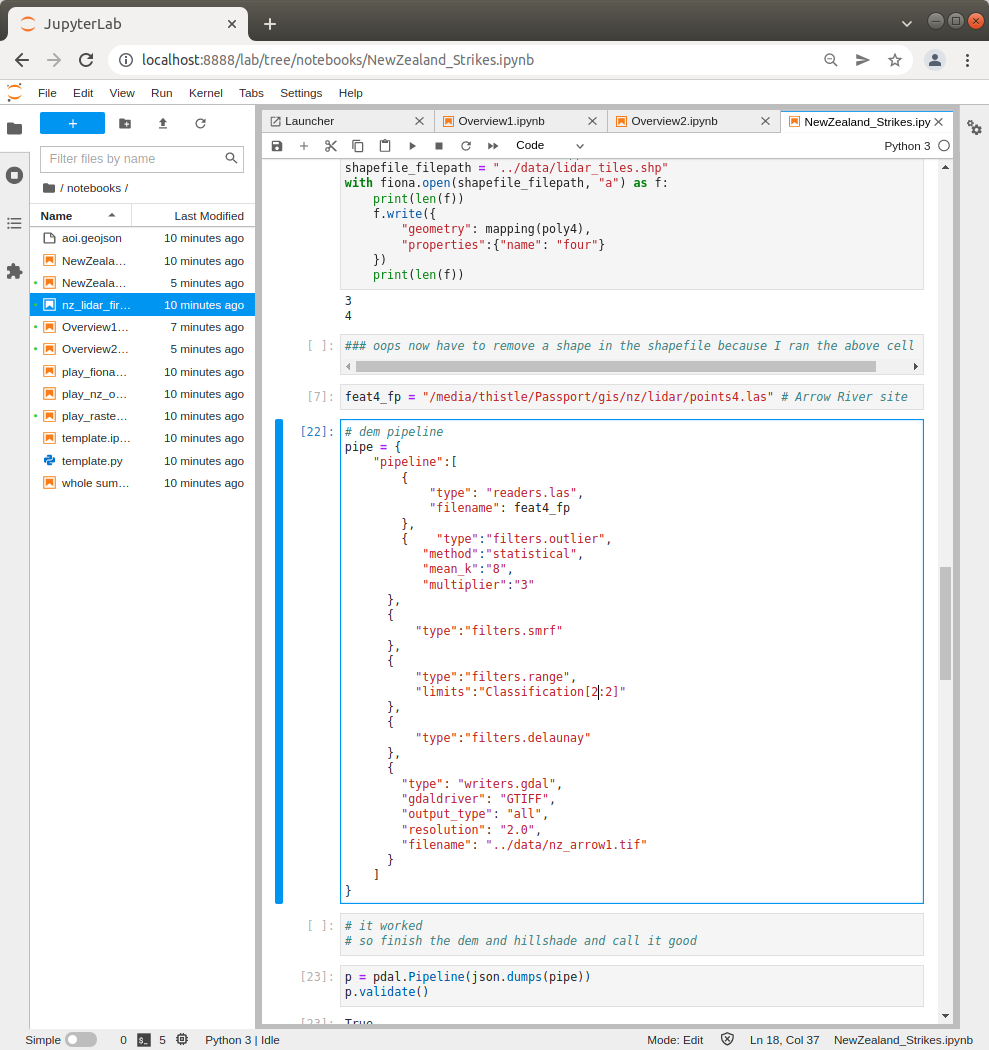 JupyterLab
localhost:8888/lab/tree/notebooks/NewZealand_Strikes.ipynb
File Edit View Run Kernel Tabs Settings Help
Launcher
Overview1.ipynb
Overview2.ipynb
NewZealand_Strikes.ipy
Code
Python 3
Filter files by name
/ notebooks /
Name Last Modified
aoi.geojson 10 minutes ago
NewZeala... 10 minutes ago
NewZeala... 5 minutes ago
nz_lidar_fir... 10 minutes ago
Overview1... 7 minutes ago
Overview2... 5 minutes ago
play_fiona... 10 minutes ago
play_nz_o... 10 minutes ago
play_raste... 10 minutes ago
template.ip... 10 minutes ago
template.py 10 minutes ago
whole sum... 10 minutes ago
shapefile_filepath = "../data/lidar_tiles.shp"
with fiona.open(shapefile_filepath, "a") as f:
    print(len(f))
    f.write({
        "geometry": mapping(poly4),
        "properties":{"name": "four"}
    })
    print(len(f))
3
4
[ ]: ### oops now have to remove a shape in the shapefile because I ran the above cell
[7]: feat4_fp = "/media/thistle/Passport/gis/nz/lidar/points4.las" # Arrow River site
[22]: # dem pipeline
pipe = {
    "pipeline":[
        {
            "type": "readers.las",
            "filename": feat4_fp
        },
        {    "type":"filters.outlier",
           "method":"statistical",
           "mean_k":"8",
           "multiplier":"3"
      },
      {
          "type":"filters.smrf"
      },
      {
          "type":"filters.range",
          "limits":"Classification[2:2]"
      },
      {
          "type":"filters.delaunay"
      },
      {
        "type": "writers.gdal",
        "gdaldriver": "GTIFF",
        "output_type": "all",
        "resolution": "2.0",
        "filename": "../data/nz_arrow1.tif"
      }
    ]
}
[ ]: # it worked
# so finish the dem and hillshade and call it good
[23]: p = pdal.Pipeline(json.dumps(pipe))
p.validate()
[23]: True
Simple 0 $_ 5 Python 3 | Idle Mode: Edit Ln 18, Col 37 NewZealand_Strikes.ipynb